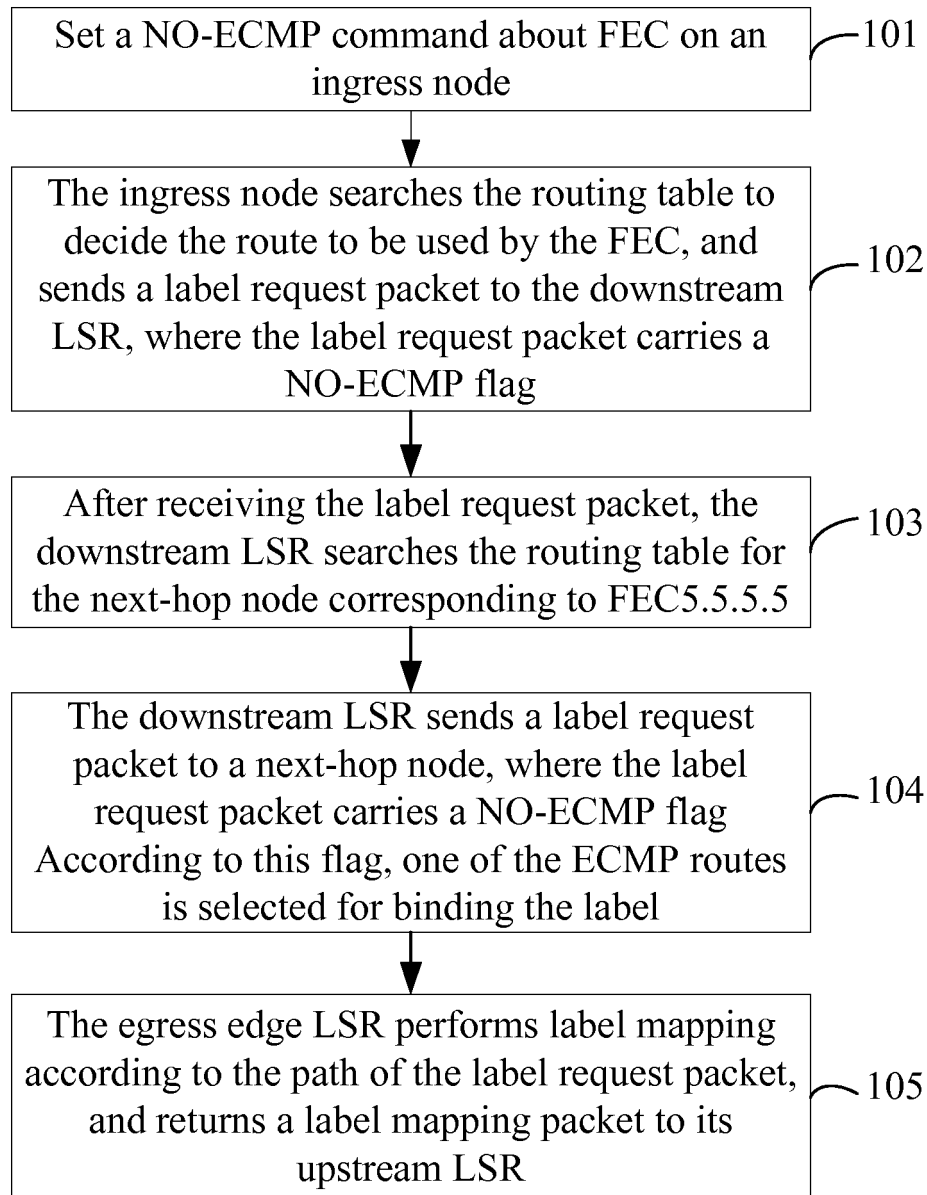 Set a NO-ECMP command about FEC on an
ingress node
101
The ingress node searches the routing table to
decide the route to be used by the FEC, and
sends a label request packet to the downstream
LSR, where the label request packet carries a
NO-ECMP flag
102
After receiving the label request packet, the
downstream LSR searches the routing table for
the next-hop node corresponding to FEC5.5.5.5
103
The downstream LSR sends a label request
packet to a next-hop node, where the label
request packet carries a NO-ECMP flag
According to this flag, one of the ECMP routes
is selected for binding the label
104
The egress edge LSR performs label mapping
according to the path of the label request packet,
and returns a label mapping packet to its
upstream LSR
105